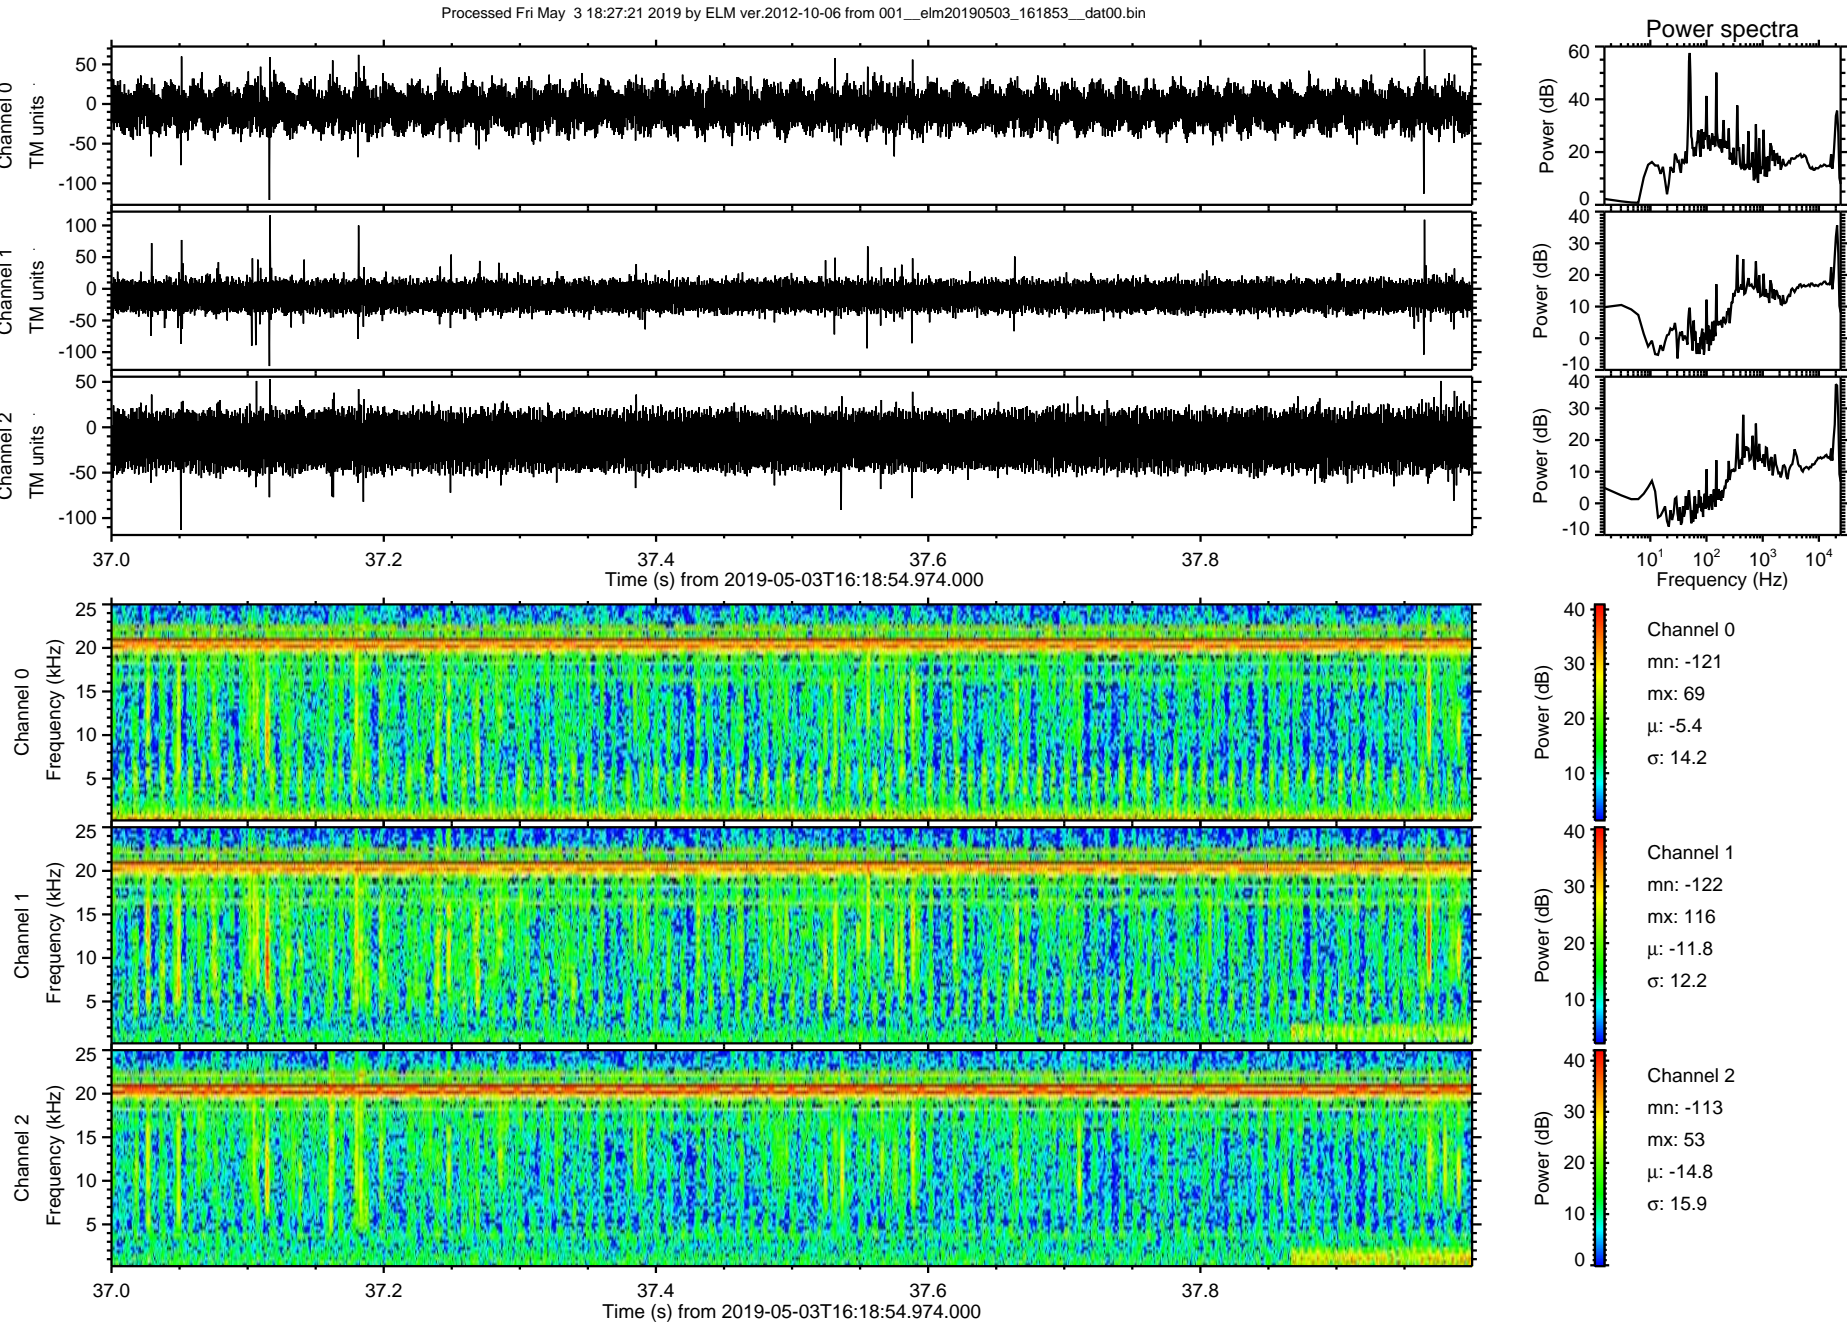 Processed Fri May  3 18:27:21 2019 by ELM ver.2012-10-06 from 001__elm20190503_161853__dat00.bin
Power spectra
Channel 0
TM units
50
0
-50
-100
Power (dB)
60
40
20
0
Channel 1
TM units
100
50
0
-50
-100
Power (dB)
40
30
20
10
0
-10
Channel 2
TM units
50
0
-50
-100
Power (dB)
40
30
20
10
0
-10
37.0 37.2 37.4 37.6 37.8
Time (s) from 2019-05-03T16:18:54.974.000
10^1 10^2 10^3 10^4
Frequency (Hz)
Channel 0
Frequency (kHz)
25
20
15
10
5
Power (dB)
40
30
20
10
Channel 0
mn: -121
mx: 69
μ: -5.4
σ: 14.2
Channel 1
Frequency (kHz)
25
20
15
10
5
Power (dB)
40
30
20
10
Channel 1
mn: -122
mx: 116
μ: -11.8
σ: 12.2
Channel 2
Frequency (kHz)
25
20
15
10
5
Power (dB)
40
30
20
10
0
Channel 2
mn: -113
mx: 53
μ: -14.8
σ: 15.9
37.0 37.2 37.4 37.6 37.8
Time (s) from 2019-05-03T16:18:54.974.000